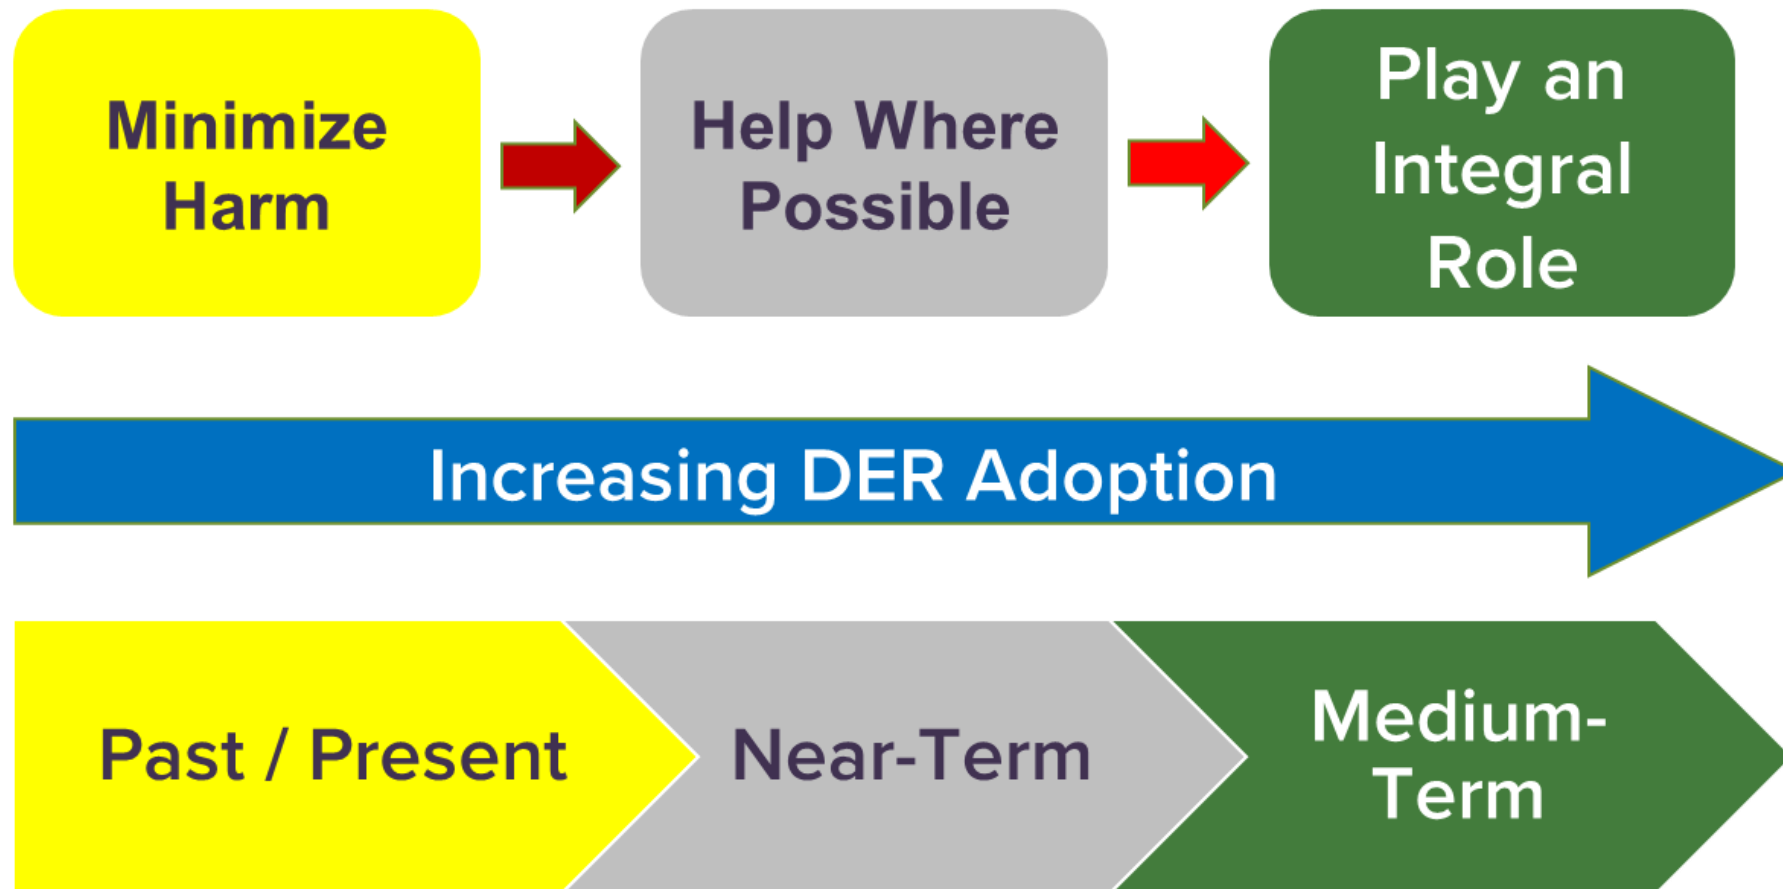 Minimize
Harm
Help Where
Possible
Play an
Integral
Role
Increasing DER Adoption
Past / Present
Near-Term
Medium-
Term